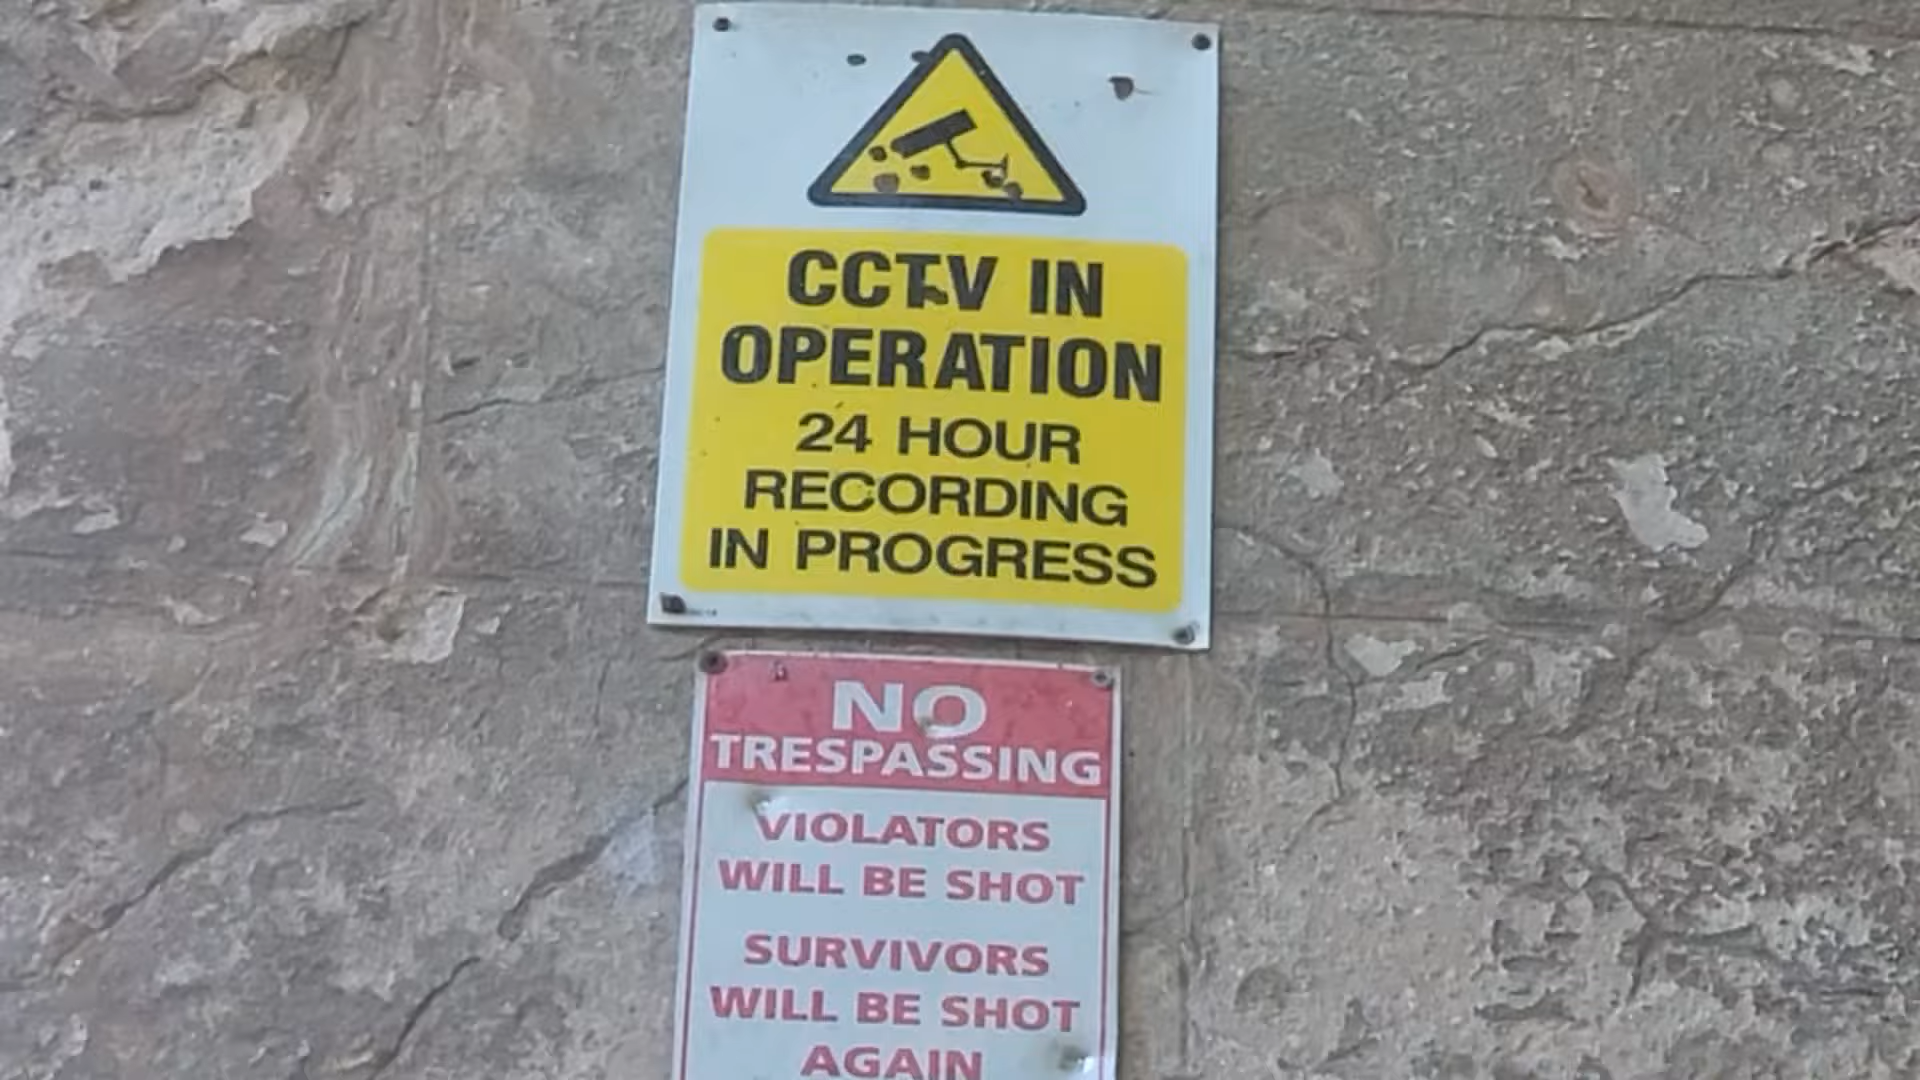 CCTV IN
OPERATION
24 HOUR
RECORDING
IN PROGRESS
NO
TRESPASSING
VIOLATORS
WILL BE SHOT
SURVIVORS
WILL BE SHOT
AGAIN